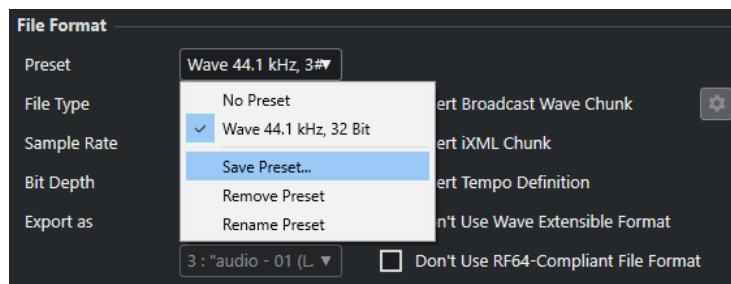 File Format
Preset
Wave 44.1 kHz, 3
File Type
No Preset
ert Broadcast Wave Chunk
Wave 44.1 kHz, 32 Bit
Sample Rate
ert iXML Chunk
Save Preset...
Bit Depth
Remove Preset
ert Tempo Definition
Export as
Rename Preset
n't Use Wave Extensible Format
3 : "audio - 01 (L.
Don't Use RF64-Compliant File Format